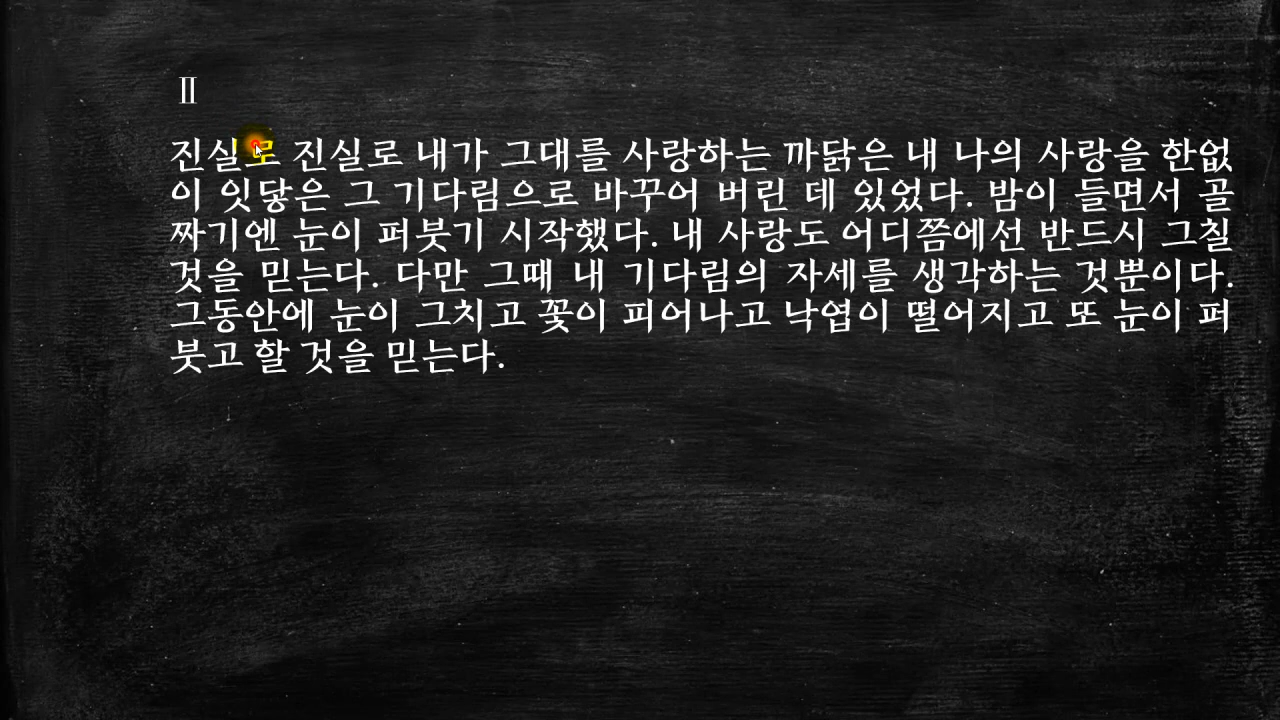 Ⅱ
진실로 진실로 내가 그대를 사랑하는 까닭은 내 나의 사랑을 한없
이 잇닿은 그 기다림으로 바꾸어 버린 데 있었다. 밤이 들면서 골
짜기엔 눈이 퍼붓기 시작했다. 내 사랑도 어디쯤에선 반드시 그칠
것을 믿는다. 다만 그때 내 기다림의 자세를 생각하는 것뿐이다.
그동안에 눈이 그치고 꽃이 피어나고 낙엽이 떨어지고 또 눈이 퍼
붓고 할 것을 믿는다.